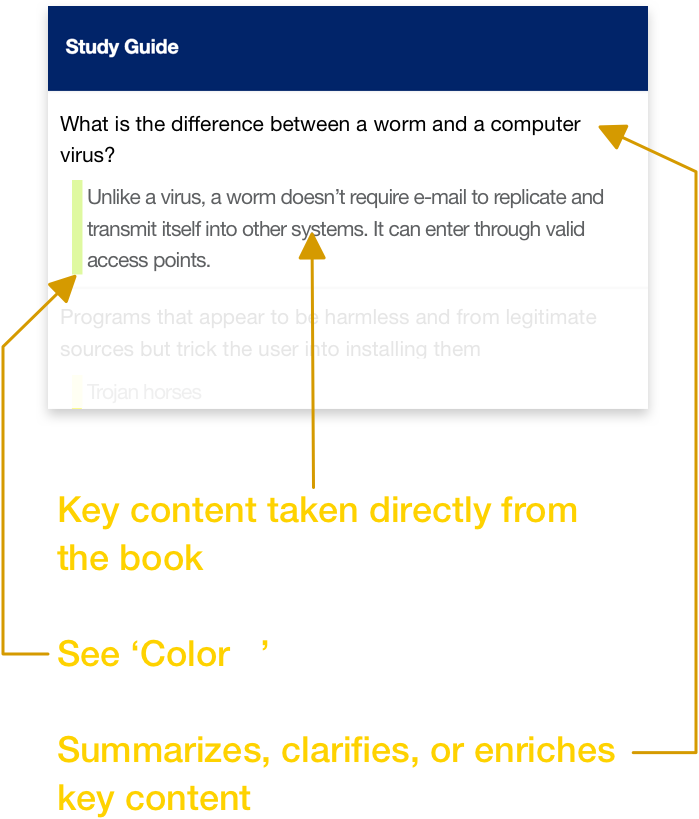 Study Guide
What is the difference between a worm and a computer
virus?
Unlike a virus, a worm doesn’t require e-mail to replicate and
transmit itself into other systems. It can enter through valid
access points.
Programs that appear to be harmless and from legitimate
sources but trick the user into installing them
Trojan horses
Key content taken directly from
the book
See ‘Color ’
Summarizes, clarifies, or enriches
key content